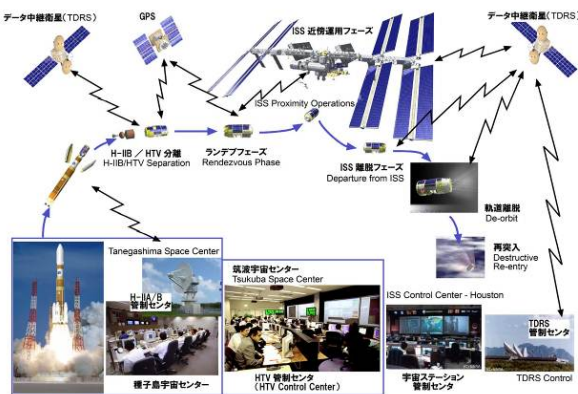 データ中継衛星(TDRS)
GPS
ISS 近傍運用フェーズ
データ中継衛星(TDRS)
ISS Proximity Operations
H-IIB / HTV 分離
H-IIB/HTV Separation
ランデブフェーズ
Rendezvous Phase
ISS 離脱フェーズ
Departure from ISS
軌道離脱
De-orbit
再突入
Destructive
Re-entry
Tanegashima Space Center
H-IIA/B
管制センタ
種子島宇宙センター
筑波宇宙センター
Tsukuba Space Center
HTV 管制センタ
(HTV Control Center)
ISS Control Center - Houston
宇宙ステーション
管制センタ
TDRS
管制センタ
TDRS Control